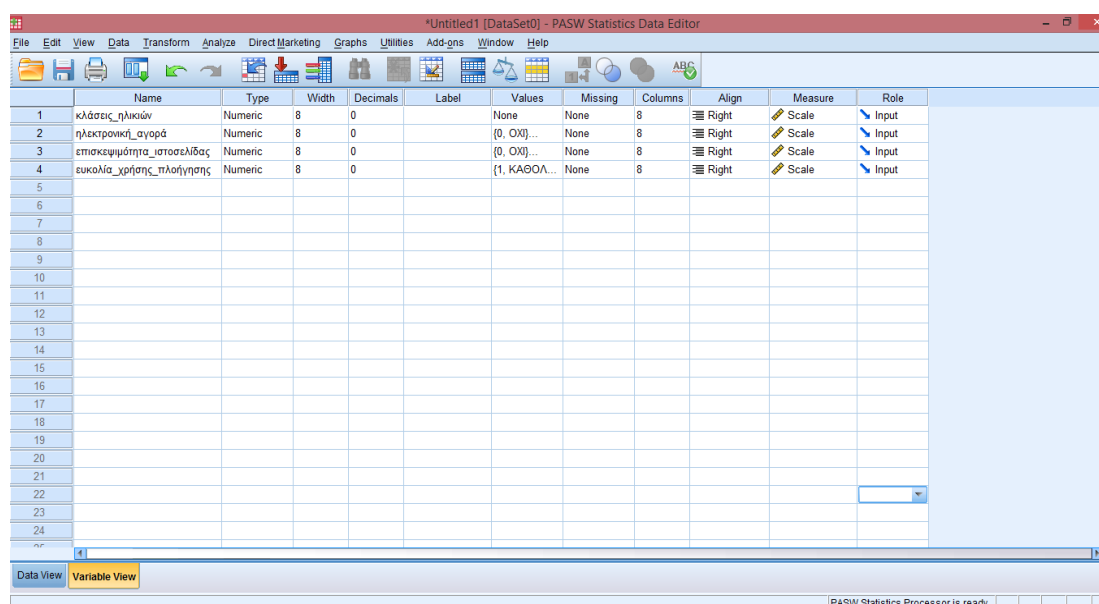 *Untitled1 [DataSet0] - PASW Statistics Data Editor
File Edit View Data Transform Analyze Direct Marketing Graphs Utilities Add-ons Window Help
Name Type Width Decimals Label Values Missing Columns Align Measure Role
1 κλάσεις_ηλικιών Numeric 8 0 None None 8 Right Scale Input
2 ηλεκτρονική_αγορά Numeric 8 0 {0, ΟΧΙ}... None 8 Right Scale Input
3 επισκεψιμότητα_ιστοσελίδας Numeric 8 0 {0, ΟΧΙ}... None 8 Right Scale Input
4 ευκολία_χρήσης_πλοήγησης Numeric 8 0 {1, ΚΑΘΟΛ... None 8 Right Scale Input
5
6
7
8
9
10
11
12
13
14
15
16
17
18
19
20
21
22
23
24
Data View Variable View
PASW Statistics Processor is ready